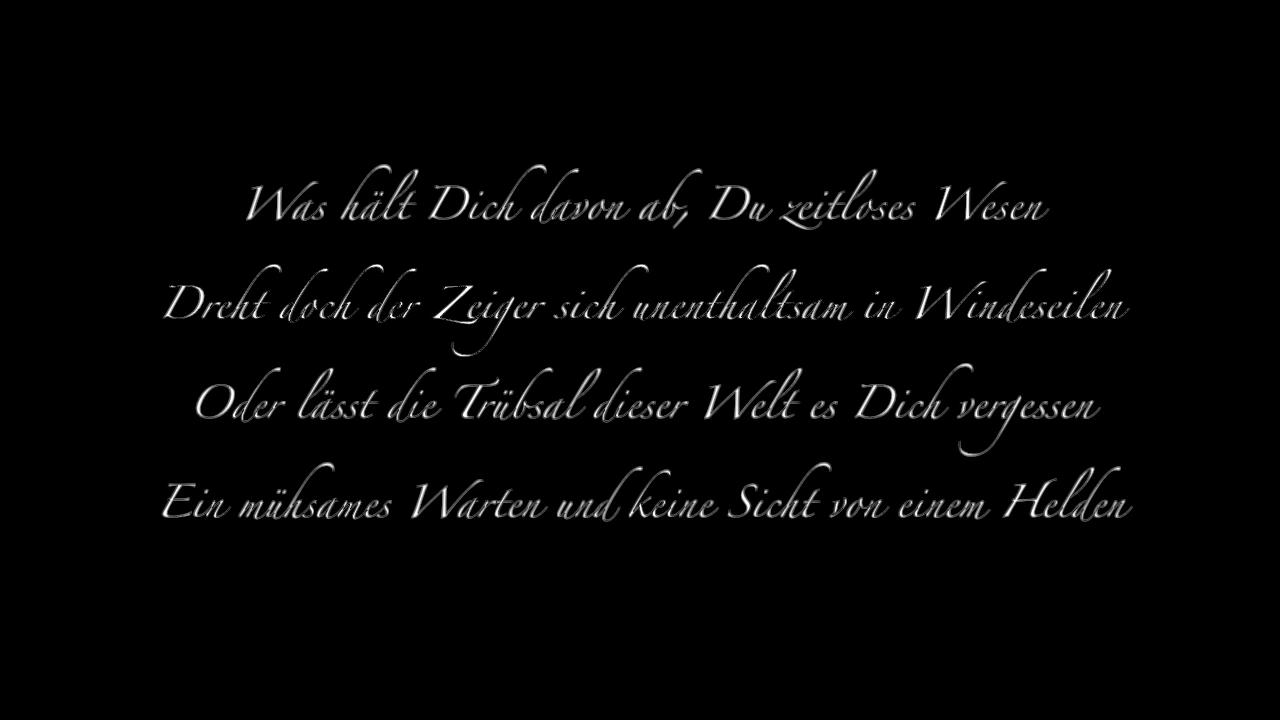 Was hält Dich davon ab, Du zeitloses Wesen
Dreht doch der Zeiger sich unenthaltsam in Windeseilen
Oder lässt die Trübsal dieser Welt es Dich vergessen
Ein mühsames Warten und keine Sicht von einem Helden